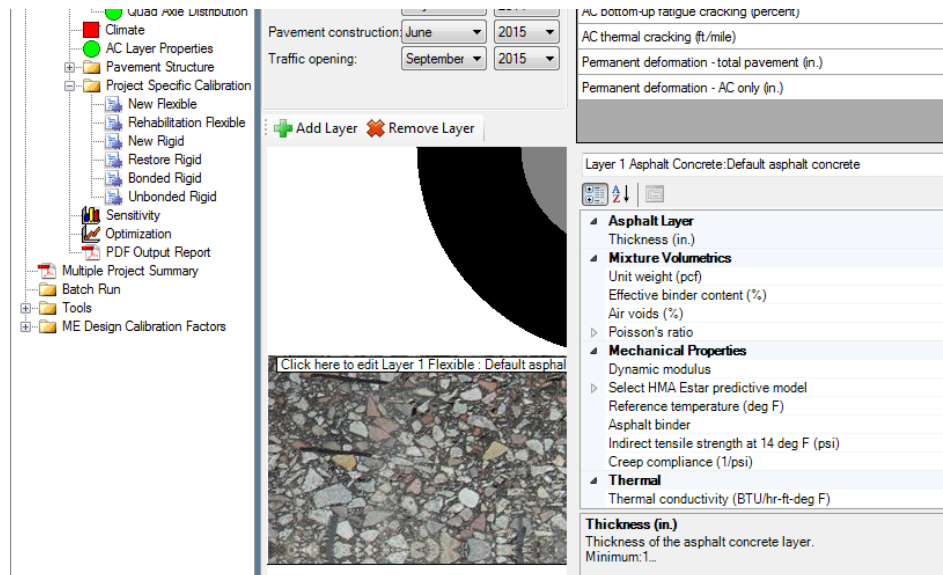 Quad Axle Distribution
Climate
AC Layer Properties
Pavement Structure
Project Specific Calibration
New Flexible
Rehabilitation Flexible
New Rigid
Restore Rigid
Bonded Rigid
Unbonded Rigid
Sensitivity
Optimization
PDF Output Report
Multiple Project Summary
Batch Run
Tools
ME Design Calibration Factors
Pavement construction: June 2015
Traffic opening: September 2015
Add Layer Remove Layer
Click here to edit Layer 1 Flexible : Default asphal
AC bottom-up fatigue cracking (percent)
AC thermal cracking (ft/mile)
Permanent deformation - total pavement (in.)
Permanent deformation - AC only (in.)
Layer 1 Asphalt Concrete:Default asphalt concrete
Asphalt Layer
Thickness (in.)
Mixture Volumetrics
Unit weight (pcf)
Effective binder content (%)
Air voids (%)
Poisson's ratio
Mechanical Properties
Dynamic modulus
Select HMA Estar predictive model
Reference temperature (deg F)
Asphalt binder
Indirect tensile strength at 14 deg F (psi)
Creep compliance (1/psi)
Thermal
Thermal conductivity (BTU/hr-ft-deg F)
Thickness (in.)
Thickness of the asphalt concrete layer.
Minimum:1...